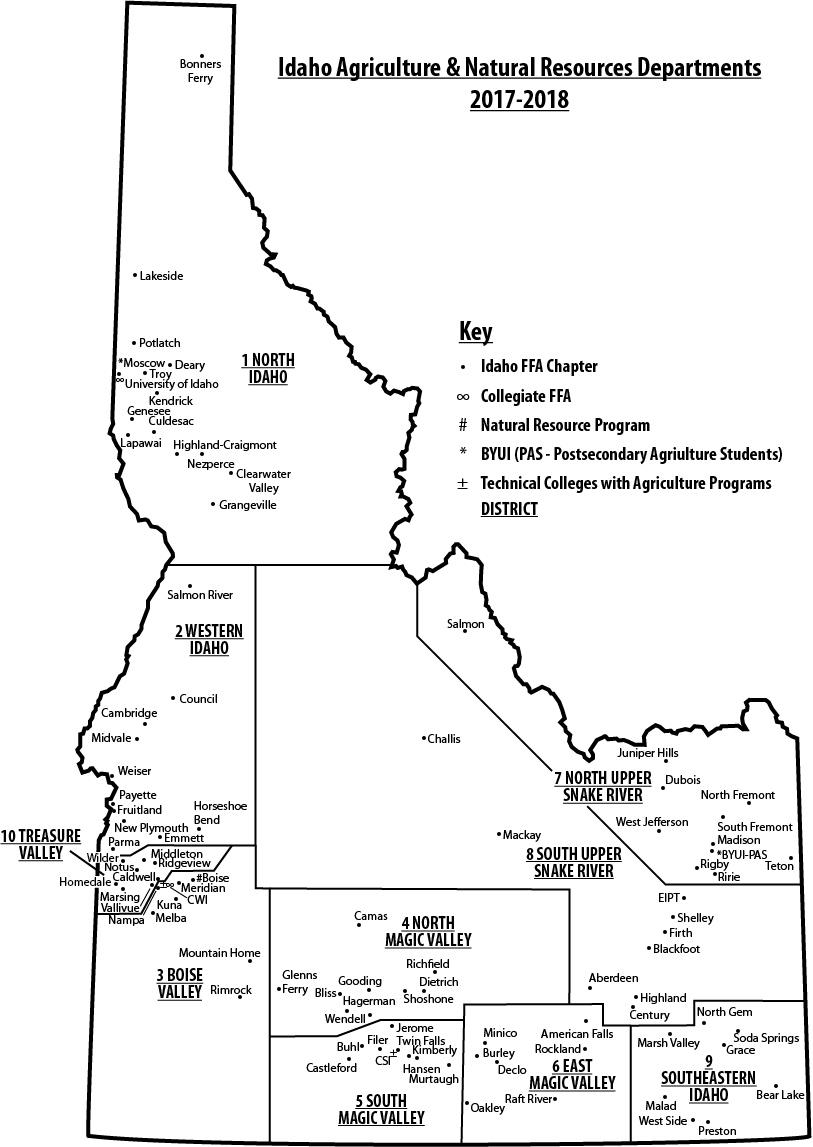 Idaho Agriculture & Natural Resources Departments
2017-2018
Bonners
Ferry
Lakeside
Potlatch
*Moscow
Deary
Troy
∞
University of Idaho
Kendrick
Genesee
Culdesac
Lapawai
Highland-Craigmont
Nezperce
Clearwater
Valley
Grangeville
1 NORTH
IDAHO
Key
• Idaho FFA Chapter
∞ Collegiate FFA
# Natural Resource Program
* BYUI (PAS - Postsecondary Agriulture Students)
± Technical Colleges with Agriculture Programs
DISTRICT
Salmon River
2 WESTERN
IDAHO
Council
Cambridge
Midvale
Weiser
Payette
Fruitland
Horseshoe
Bend
New Plymouth
Emmett
10 TREASURE
VALLEY
Parma
Wilder
Notus
Middleton
Ridgeview
Homedale
Caldwell
#Boise
Meridian
±∞
CWI
Marsing
Vallivue
Nampa
Kuna
Melba
Mountain Home
3 BOISE
VALLEY
Rimrock
Salmon
Challis
Mackay
7 NORTH UPPER
SNAKE RIVER
8 SOUTH UPPER
SNAKE RIVER
Juniper Hills
Dubois
North Fremont
West Jefferson
South Fremont
Madison
*BYUI-PAS
Rigby
Ririe
Teton
EIPT
Shelley
Firth
Blackfoot
Aberdeen
Highland
Century
Camas
4 NORTH
MAGIC VALLEY
Richfield
Glenns
Ferry
Gooding
Dietrich
Bliss
Hagerman
Shoshone
Wendell
Jerome
Buhl
Filer
Twin Falls
CSI
±
Kimberly
Castleford
Hansen
Murtaugh
5 SOUTH
MAGIC VALLEY
Minico
American Falls
Burley
Rockland
Declo
6 EAST
MAGIC VALLEY
Raft River
Oakley
North Gem
Marsh Valley
Soda Springs
Grace
9
SOUTHEASTERN
IDAHO
Bear Lake
Malad
West Side
Preston